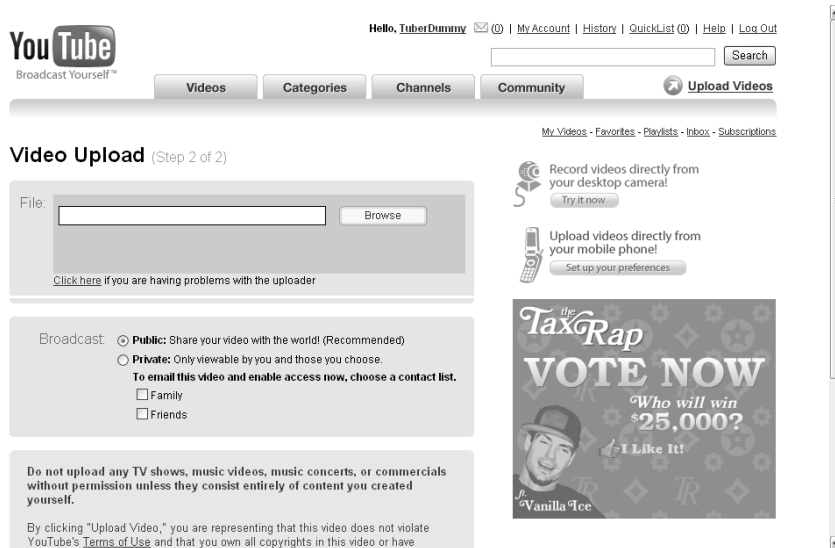 Hello, TuberDummy (0) | My Account | History | QuickList (0) | Help | Log Out
YouTube
Broadcast Yourself™
Search
Videos
Categories
Channels
Community
Upload Videos
My Videos - Favorites - Playlists - Inbox - Subscriptions
Video Upload (Step 2 of 2)
File:
Browse
Click here if you are having problems with the uploader
Broadcast:
Public: Share your video with the world! (Recommended)
Private: Only viewable by you and those you choose.
To email this video and enable access now, choose a contact list.
Family
Friends
Do not upload any TV shows, music videos, music concerts, or commercials
without permission unless they consist entirely of content you created
yourself.
By clicking "Upload Video," you are representing that this video does not violate
YouTube's Terms of Use and that you own all copyrights in this video or have
Record videos directly from
your desktop camera!
Try it now
Upload videos directly from
your mobile phone!
Set up your preferences
the
Tax Rap
VOTE NOW
Who will win
$25,000?
I Like It!
ft.
Vanilla Ice
TR